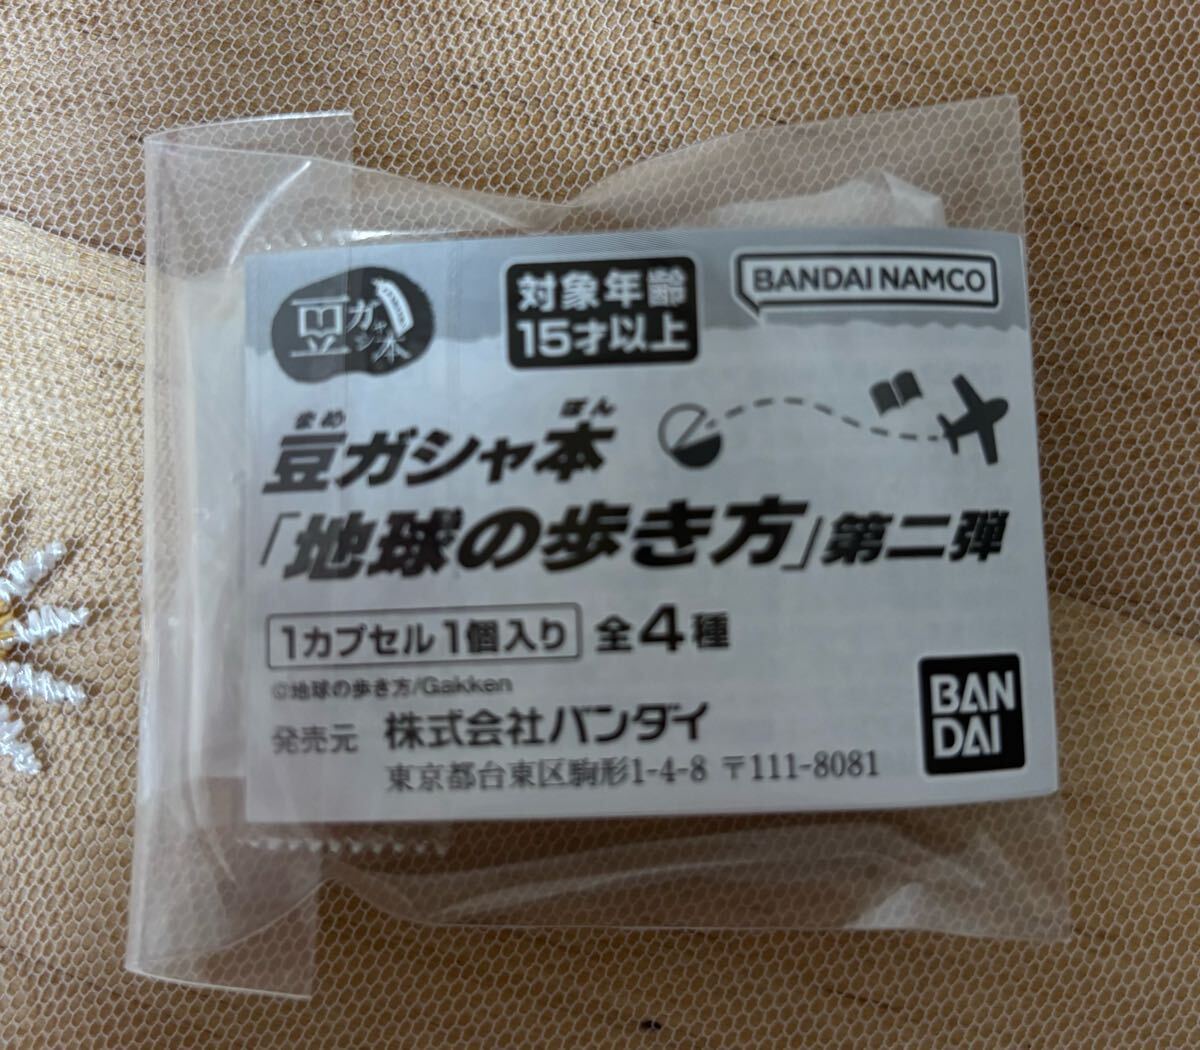 豆ガシャ本
対象年齢
15才以上
BANDAI NAMCO
まめ ぼん
豆ガシャ本
「地球の歩き方」第二弾
1カプセル1個入り 全4種
©地球の歩き方/Gakken
発売元 株式会社バンダイ
東京都台東区駒形1-4-8 〒111-8081
BAN
DAI